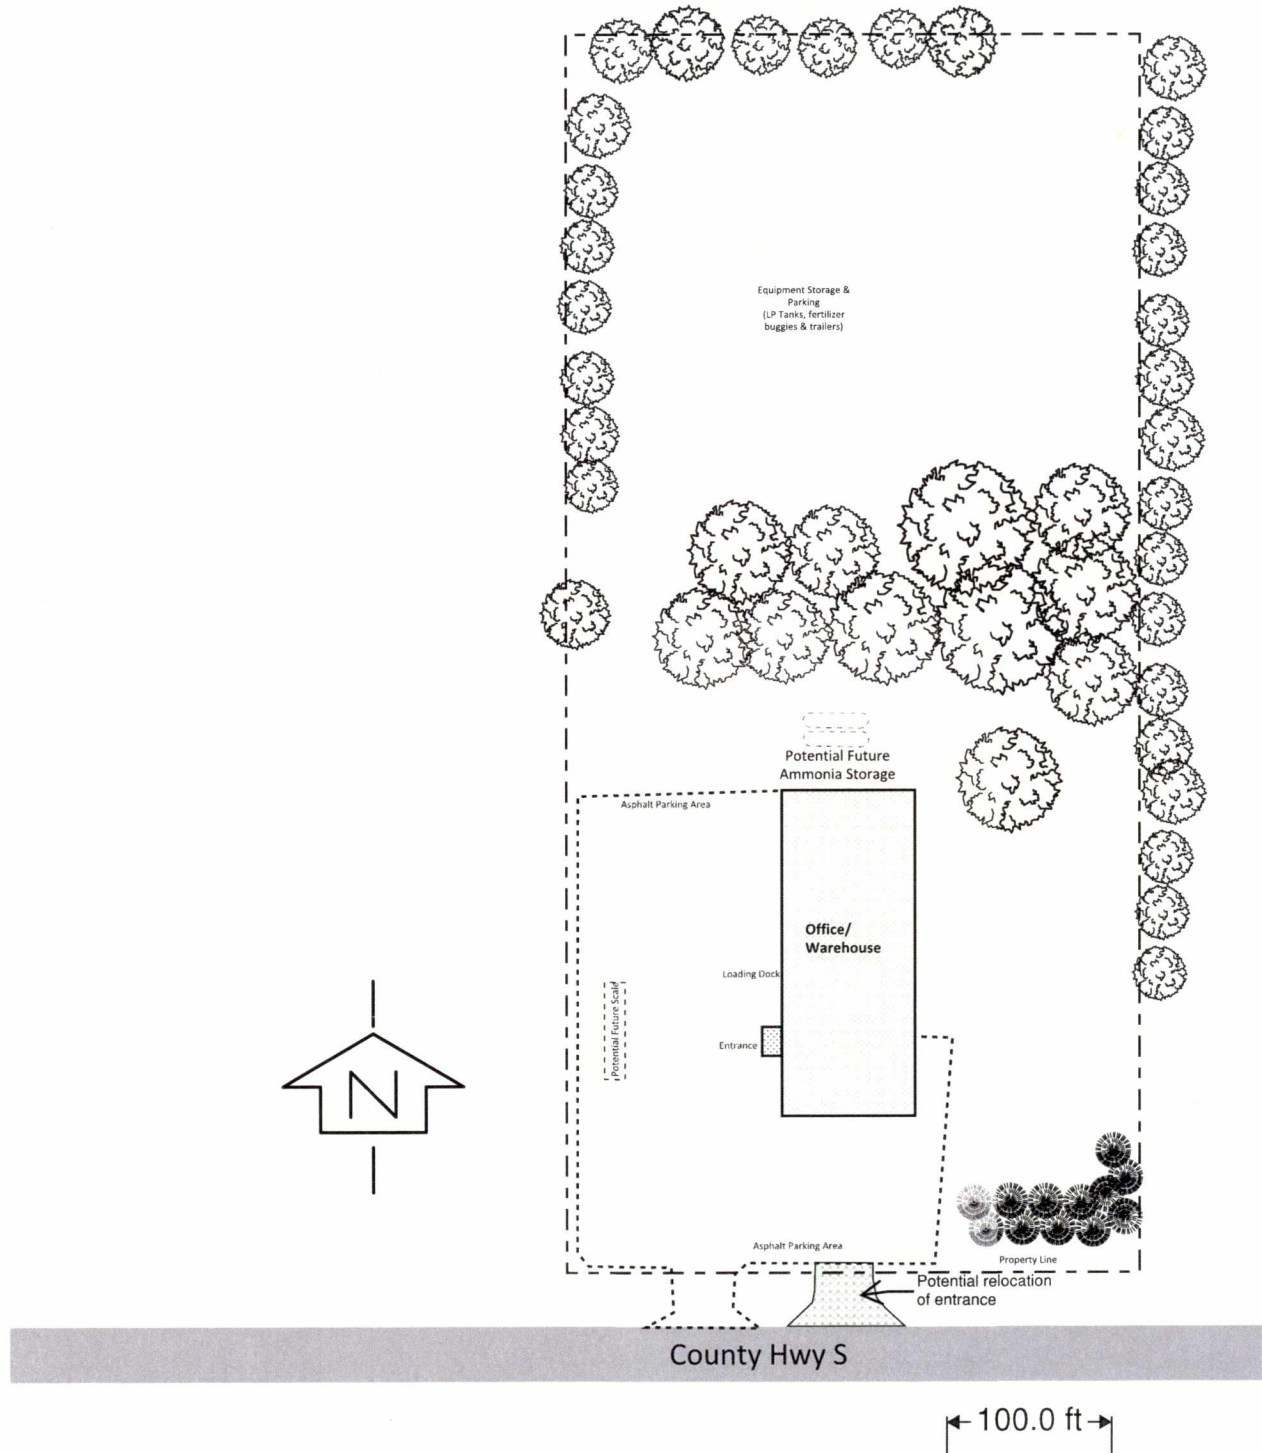 Equipment Storage &
Parking
(LP Tanks, fertilizer
buggies & trailers)
Potential Future
Ammonia Storage
Asphalt Parking Area
Office/
Warehouse
Loading Dock
Potential Future Scale
Entrance
N
Asphalt Parking Area
Property Line
Potential relocation
of entrance
County Hwy S
100.0 ft